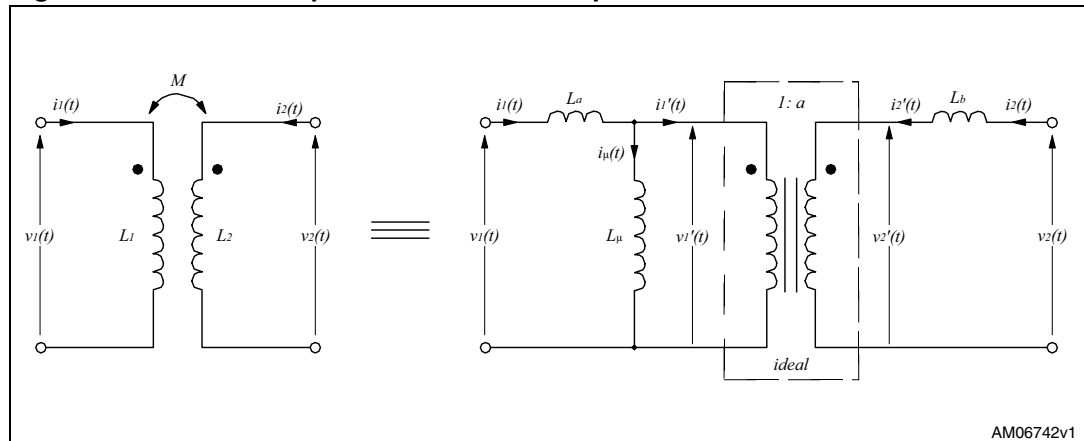 M
i1(t)
i2(t)
L1
L2
v1(t)
v2(t)
i1(t)
La
i1'(t)
1: a
i2'(t)
Lb
i2(t)
iμ(t)
v1(t)
Lμ
v1'(t)
v2'(t)
v2(t)
ideal
AM06742v1